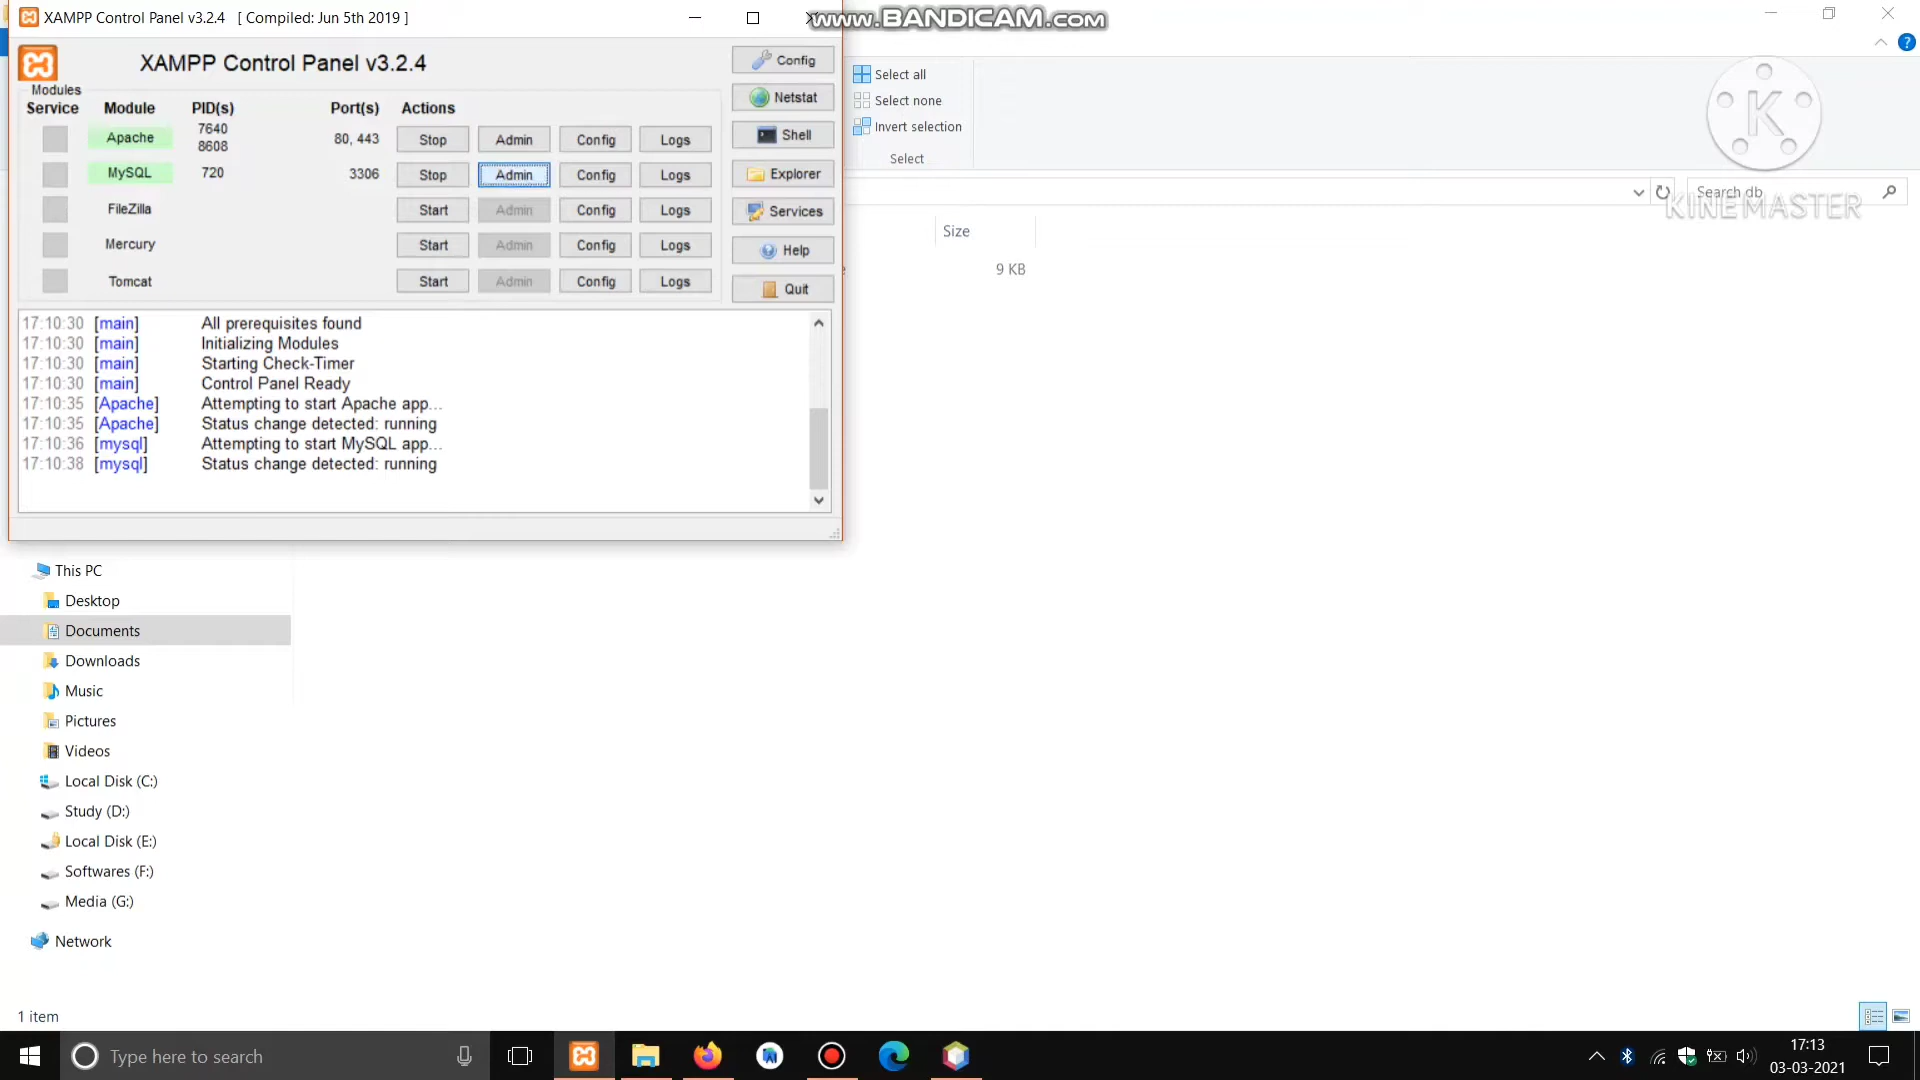 XAMPP Control Panel v3.2.4 [ Compiled: Jun 5th 2019 ]
www.BANDICAM.com
XAMPP Control Panel v3.2.4
Config
Modules
Service Module PID(s) Port(s) Actions
Netstat
Apache 7640 8608 80, 443 Stop Admin Config Logs
Shell
MySQL 720 3306 Stop Admin Config Logs
Explorer
FileZilla Start Admin Config Logs
Services
Mercury Start Admin Config Logs
Help
Tomcat Start Admin Config Logs
Quit
17:10:30 [main] All prerequisites found
17:10:30 [main] Initializing Modules
17:10:30 [main] Starting Check-Timer
17:10:30 [main] Control Panel Ready
17:10:35 [Apache] Attempting to start Apache app...
17:10:35 [Apache] Status change detected: running
17:10:36 [mysql] Attempting to start MySQL app...
17:10:38 [mysql] Status change detected: running
Select all
Select none
Invert selection
Select
K
Search db
KINEMASTER
Size
9 KB
This PC
Desktop
Documents
Downloads
Music
Pictures
Videos
Local Disk (C:)
Study (D:)
Local Disk (E:)
Softwares (F:)
Media (G:)
Network
1 item
Type here to search
17:13
03-03-2021